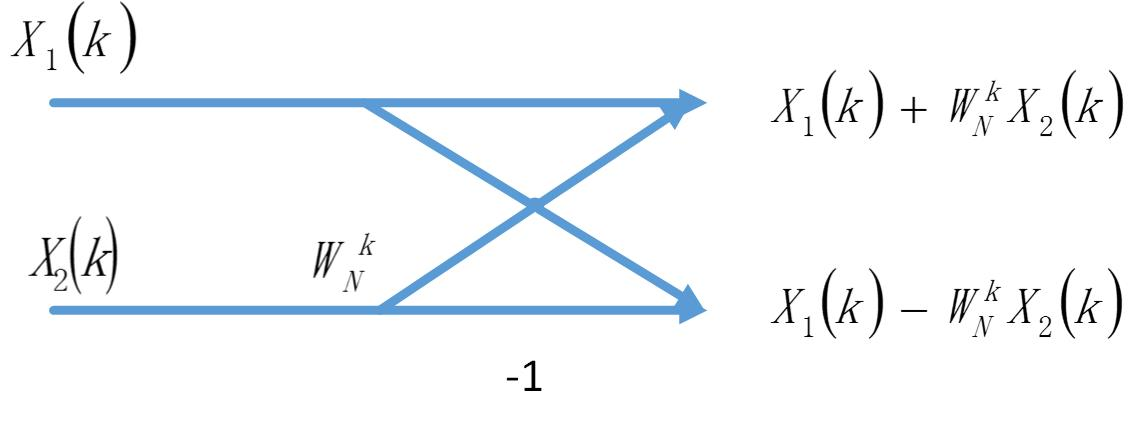 X₁(k)
X₁(k) + W_N^k X₂(k)
X₂(k)
W_N^k
X₁(k) − W_N^k X₂(k)
-1